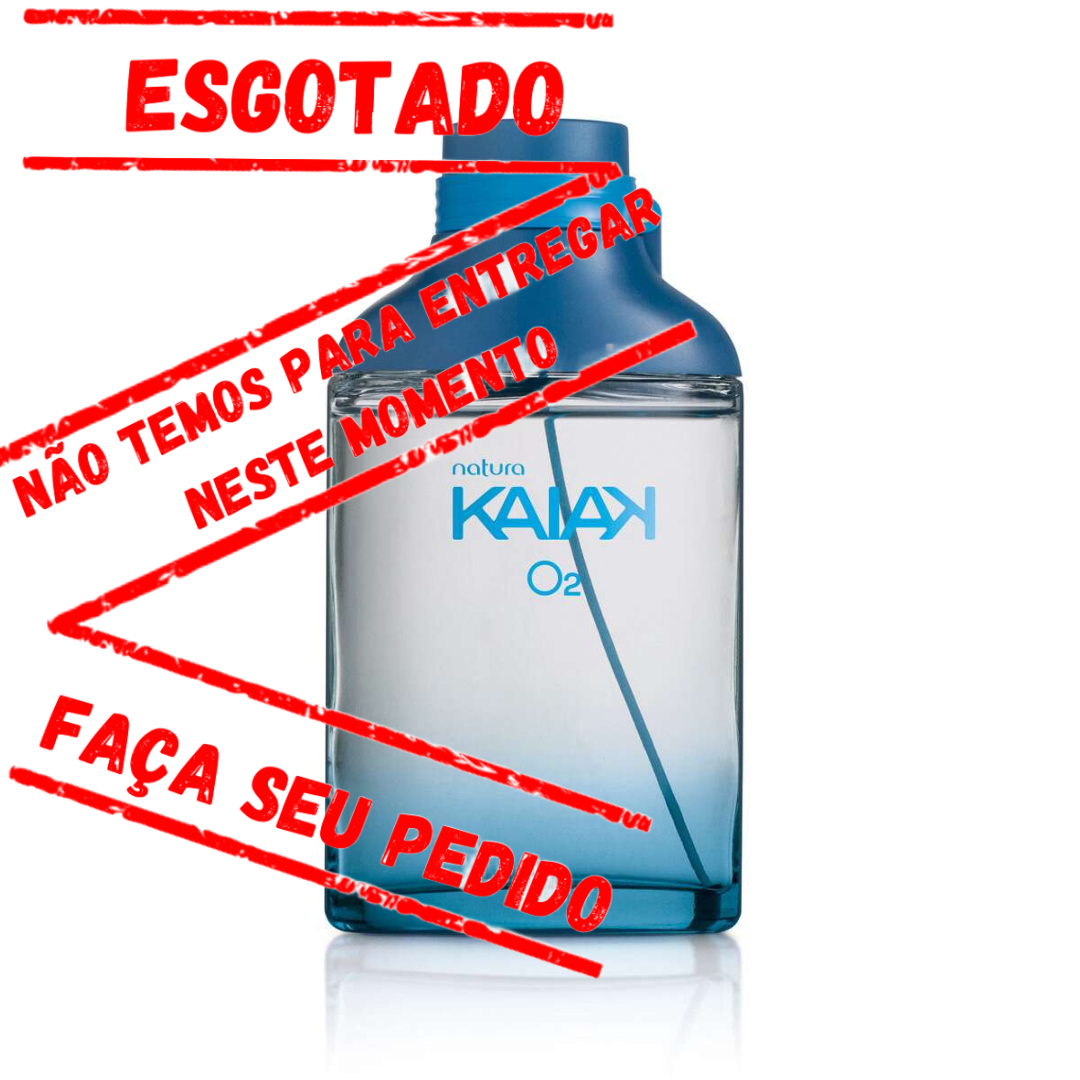 ESGOTADO
NÃO TEMOS PARA ENTREGAR
NESTE MOMENTO
natura
KAIAK
O2
FAÇA SEU PEDIDO